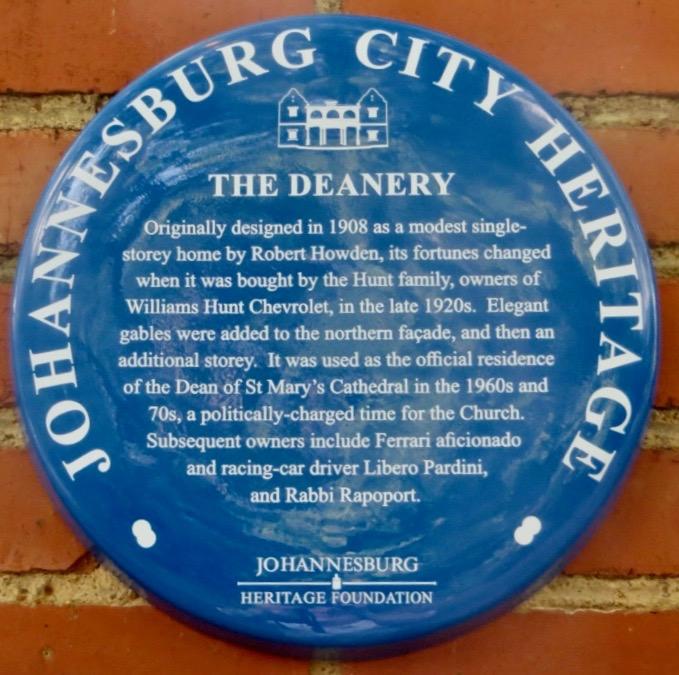 JOHANNESBURG CITY HERITAGE
THE DEANERY
Originally designed in 1908 as a modest single-
storey home by Robert Howden, its fortunes changed
when it was bought by the Hunt family, owners of
Williams Hunt Chevrolet, in the late 1920s. Elegant
gables were added to the northern façade, and then an
additional storey. It was used as the official residence
of the Dean of St Mary's Cathedral in the 1960s and
70s, a politically-charged time for the Church.
Subsequent owners include Ferrari aficionado
and racing-car driver Libero Pardini,
and Rabbi Rapoport.
JOHANNESBURG
HERITAGE FOUNDATION